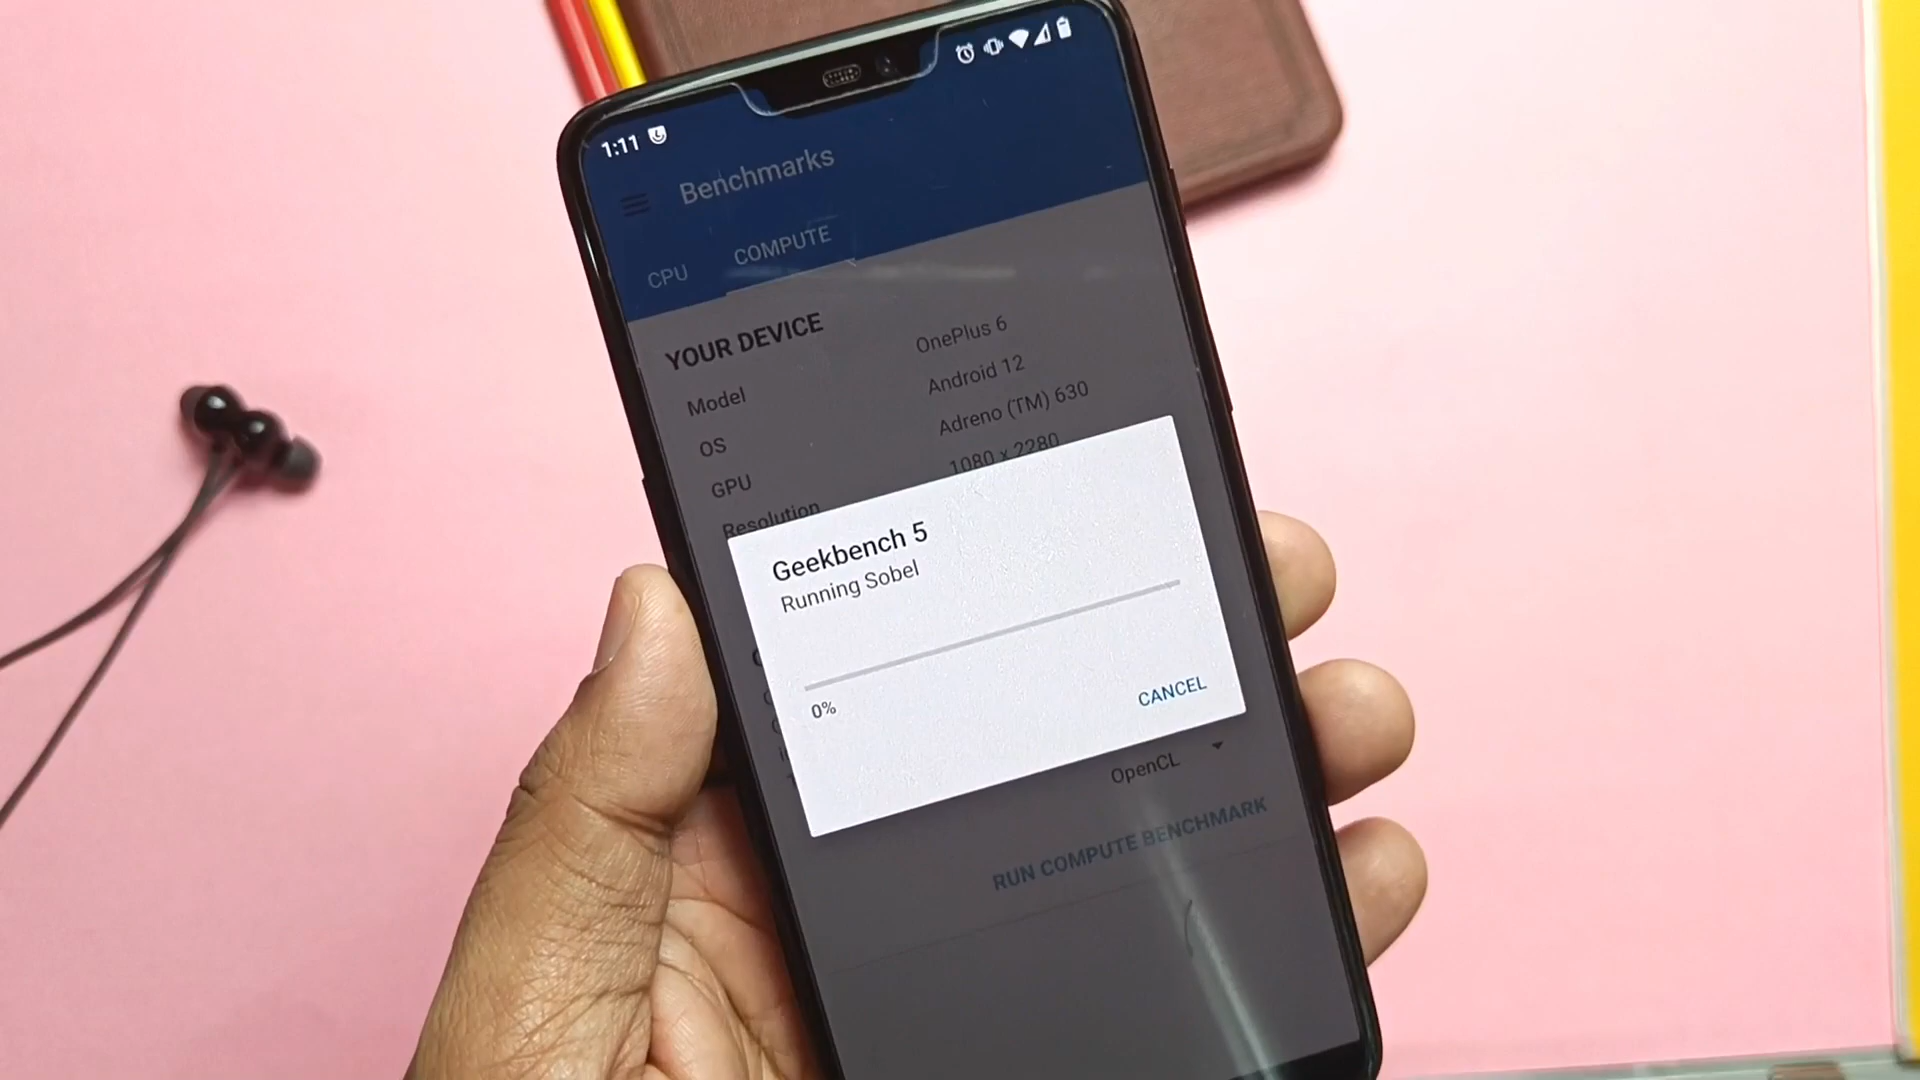 1:11
Benchmarks
CPU COMPUTE
YOUR DEVICE
Model OnePlus 6
OS Android 12
GPU Adreno (TM) 630
Resolution 1080 x 2280
Geekbench 5
Running Sobel
0%
CANCEL
OpenCL
RUN COMPUTE BENCHMARK